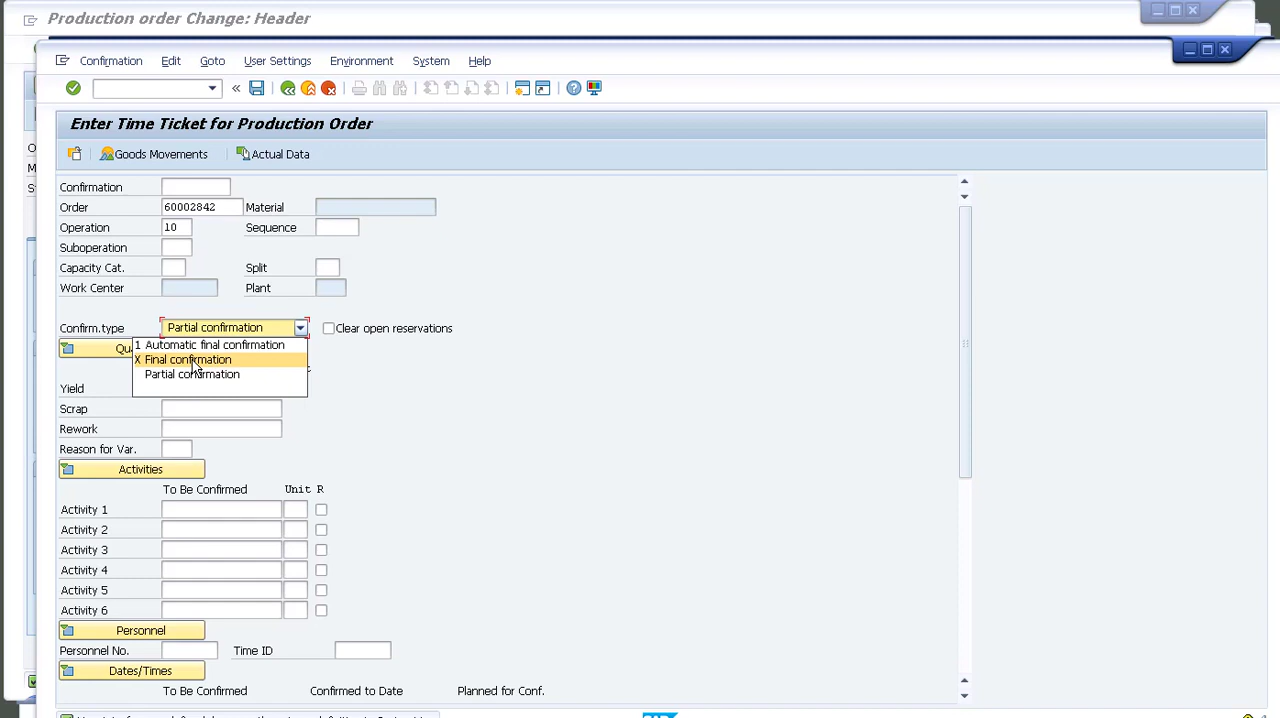 Production order Change: Header
Confirmation Edit Goto User Settings Environment System Help
Enter Time Ticket for Production Order
Goods Movements Actual Data
Confirmation
Order 60002842 Material
Operation 10 Sequence
Suboperation
Capacity Cat. Split
Work Center Plant
Confirm.type Partial confirmation Clear open reservations
1 Automatic final confirmation
X Final confirmation
Partial confirmation
Yield
Scrap
Rework
Reason for Var.
Activities
To Be Confirmed Unit R
Activity 1
Activity 2
Activity 3
Activity 4
Activity 5
Activity 6
Personnel
Personnel No. Time ID
Dates/Times
To Be Confirmed Confirmed to Date Planned for Conf.
SAP